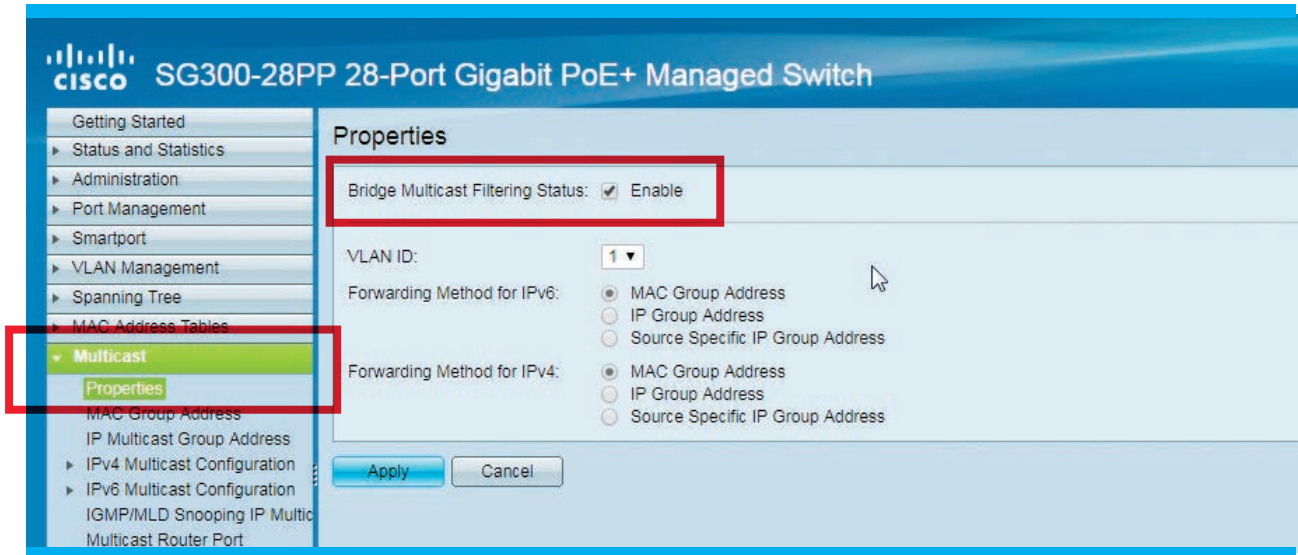 cisco SG300-28PP 28-Port Gigabit PoE+ Managed Switch
Getting Started
Status and Statistics
Administration
Port Management
Smartport
VLAN Management
Spanning Tree
MAC Address Tables
Multicast
Properties
MAC Group Address
IP Multicast Group Address
IPv4 Multicast Configuration
IPv6 Multicast Configuration
IGMP/MLD Snooping IP Multic
Multicast Router Port
Properties
Bridge Multicast Filtering Status: Enable
VLAN ID: 1
Forwarding Method for IPv6: MAC Group Address
IP Group Address
Source Specific IP Group Address
Forwarding Method for IPv4: MAC Group Address
IP Group Address
Source Specific IP Group Address
Apply Cancel